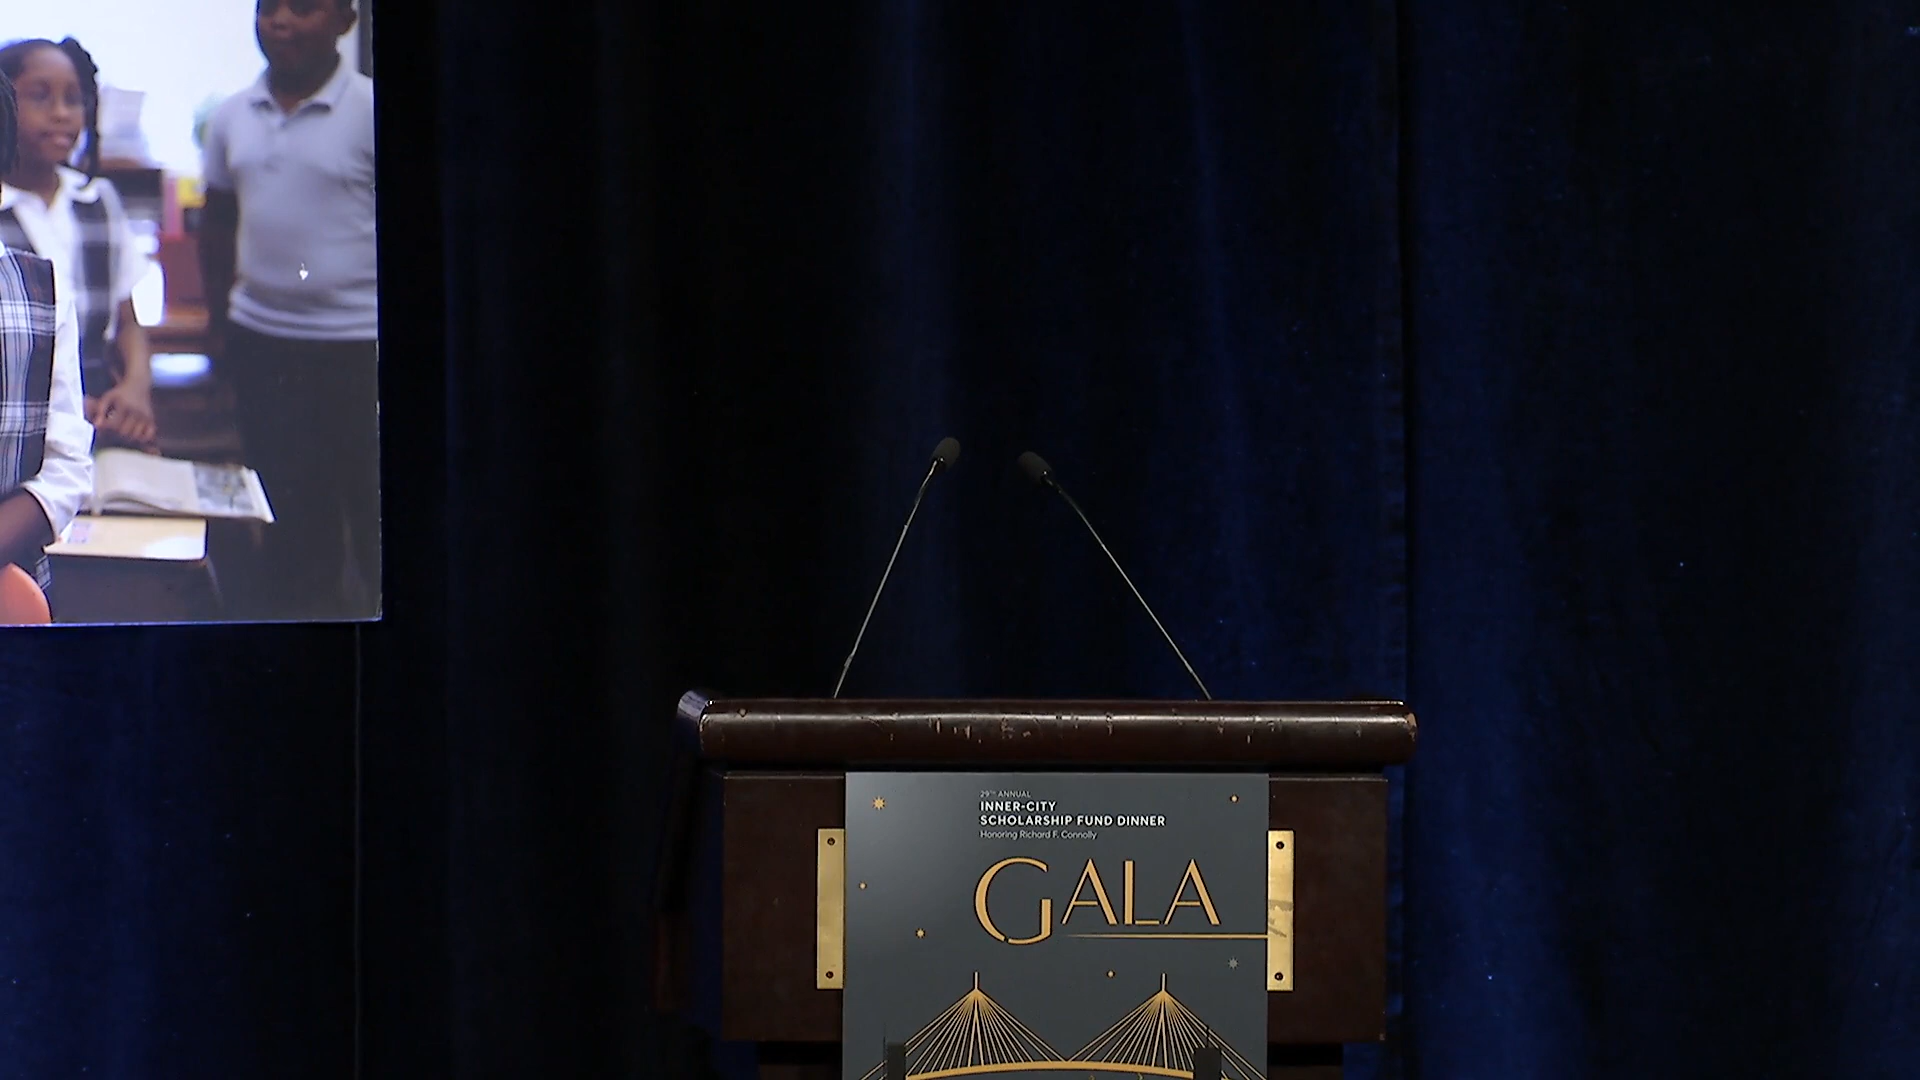 29TH ANNUAL
INNER-CITY
SCHOLARSHIP FUND DINNER
Honoring Richard F. Connolly
GALA